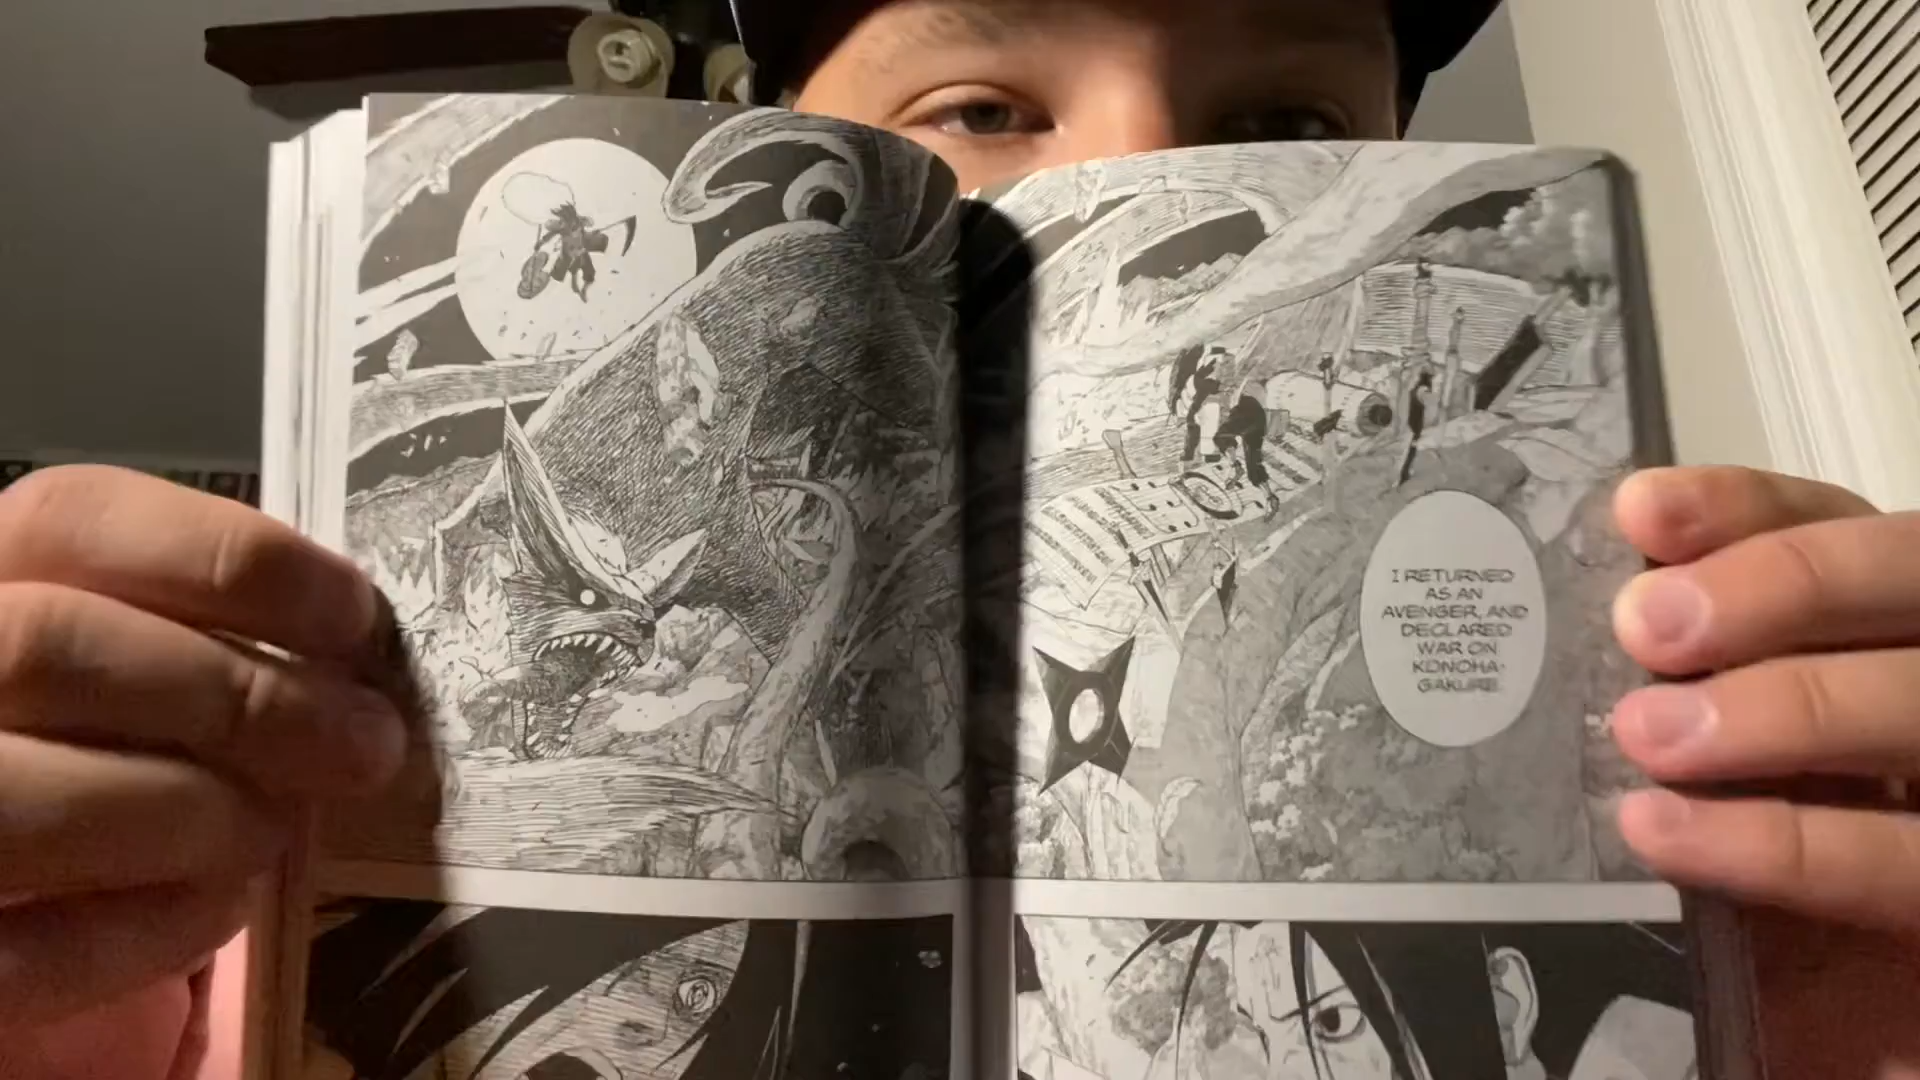 I RETURNED
AS AN
AVENGER, AND
DECLARED
WAR ON
KONOHA-
GAKURE.